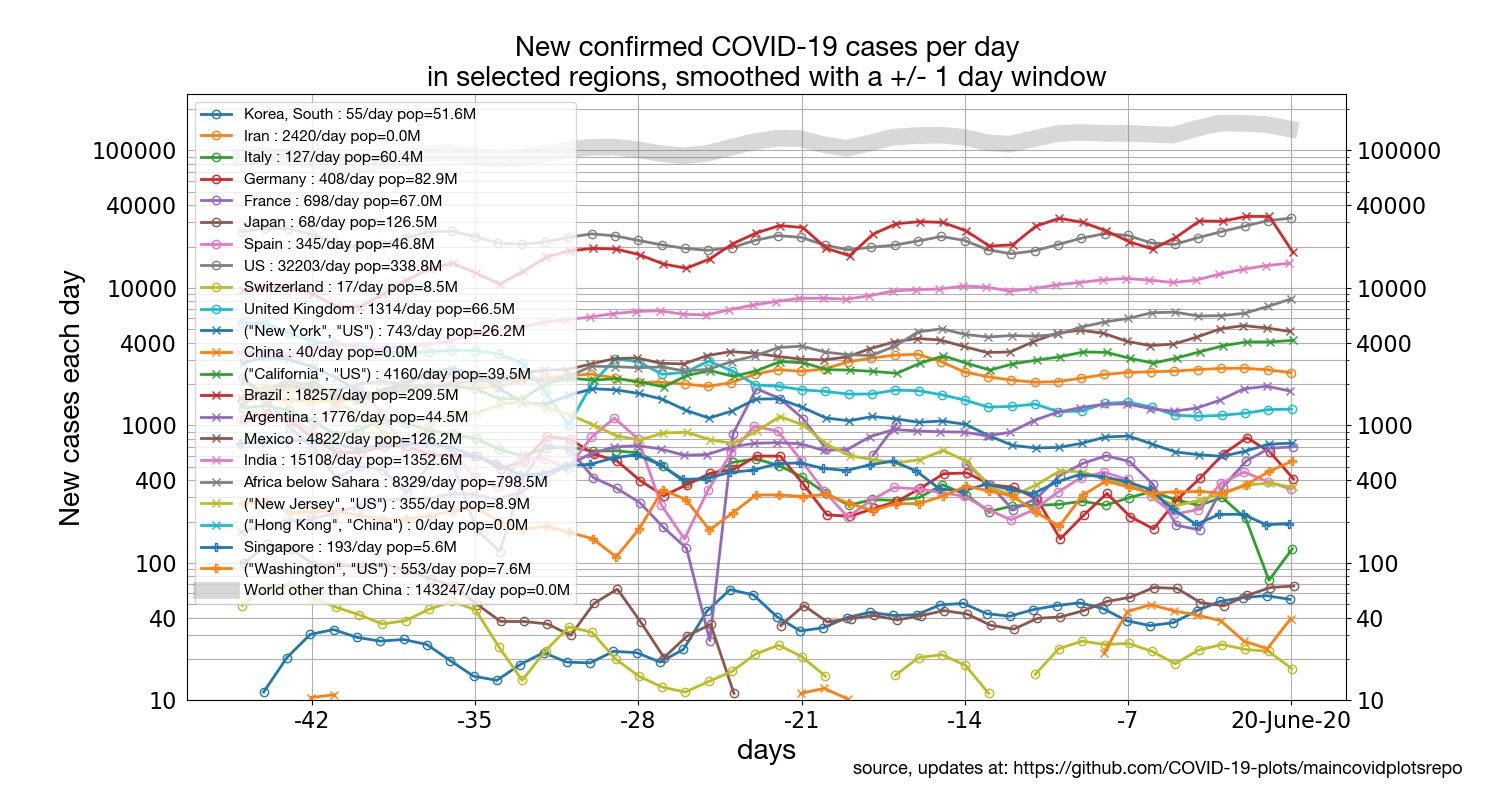 New confirmed COVID-19 cases per day
in selected regions, smoothed with a +/- 1 day window
New cases each day
100000
40000
10000
4000
1000
400
100
40
10
Korea, South : 55/day pop=51.6M
Iran : 2420/day pop=0.0M
Italy : 127/day pop=60.4M
Germany : 408/day pop=82.9M
France : 698/day pop=67.0M
Japan : 68/day pop=126.5M
Spain : 345/day pop=46.8M
US : 32203/day pop=338.8M
Switzerland : 17/day pop=8.5M
United Kingdom : 1314/day pop=66.5M
("New York", "US") : 743/day pop=26.2M
China : 40/day pop=0.0M
("California", "US") : 4160/day pop=39.5M
Brazil : 18257/day pop=209.5M
Argentina : 1776/day pop=44.5M
Mexico : 4822/day pop=126.2M
India : 15108/day pop=1352.6M
Africa below Sahara : 8329/day pop=798.5M
("New Jersey", "US") : 355/day pop=8.9M
("Hong Kong", "China") : 0/day pop=0.0M
Singapore : 193/day pop=5.6M
("Washington", "US") : 553/day pop=7.6M
World other than China : 143247/day pop=0.0M
100000
40000
10000
4000
1000
400
100
40
10
-42 -35 -28 -21 -14 -7 20-June-20
days
source, updates at: https://github.com/COVID-19-plots/maincovidplotsrepo